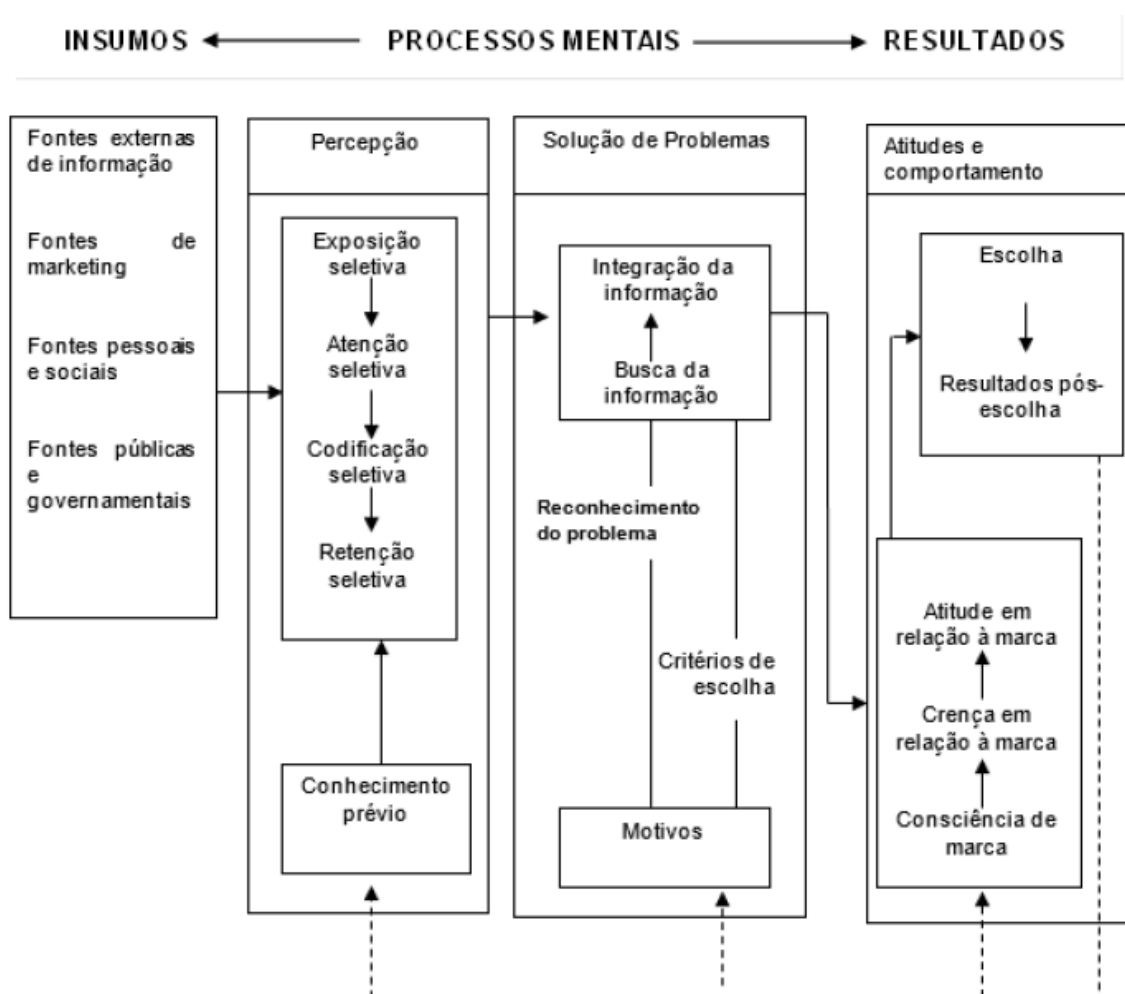 INSUMOS
PROCESSOS MENTAIS
RESULTADOS
Fontes externas
de informação
Fontes de
marketing
Fontes pessoais
e sociais
Fontes públicas
e
governamentais
Percepção
Exposição
seletiva
Atenção
seletiva
Codificação
seletiva
Retenção
seletiva
Conhecimento
prévio
Solução de Problemas
Integração da
informação
Busca da
informação
Reconhecimento
do problema
Critérios de
escolha
Motivos
Atitudes e
comportamento
Escolha
Resultados pós-
escolha
Atitude em
relação à marca
Crença em
relação à marca
Consciência de
marca